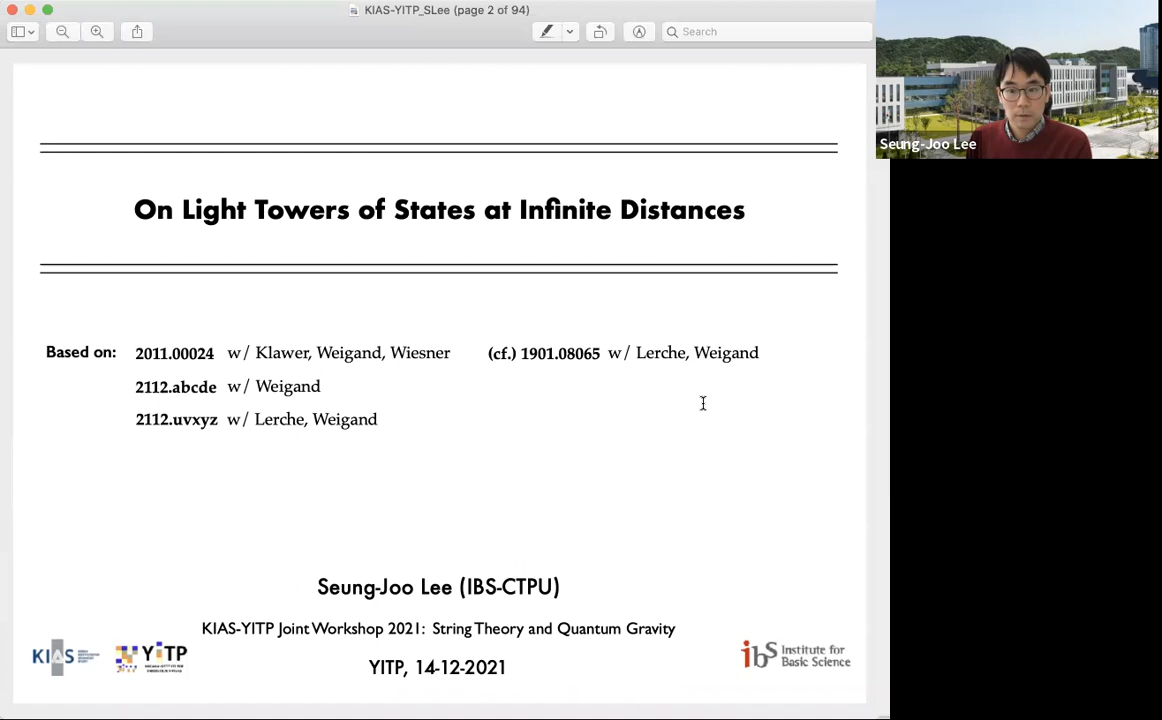 KIAS-YITP_SLee (page 2 of 94)
Search
Seung-Joo Lee
On Light Towers of States at Infinite Distances
Based on: 2011.00024 w/ Klawer, Weigand, Wiesner (cf.) 1901.08065 w/ Lerche, Weigand
2112.abcde w/ Weigand
2112.uvxyz w/ Lerche, Weigand
Seung-Joo Lee (IBS-CTPU)
KIAS-YITP Joint Workshop 2021: String Theory and Quantum Gravity
YITP, 14-12-2021
KIAS
YITP
ibS Institute for
Basic Science